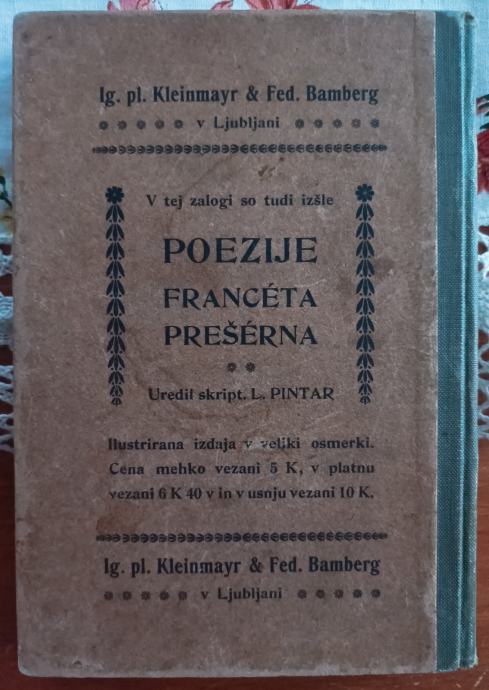 Ig. pl. Kleinmayr & Fed. Bamberg
v Ljubljani
V tej zalogi so tudi izšle
POEZIJE
FRANCÉTA
PREŠÉRNA
Uredil skript. L. PINTAR
Ilustrirana izdaja v veliki osmerki.
Cena mehko vezani 5 K, v platnu
vezani 6 K 40 v in v usnju vezani 10 K.
Ig. pl. Kleinmayr & Fed. Bamberg
v Ljubljani